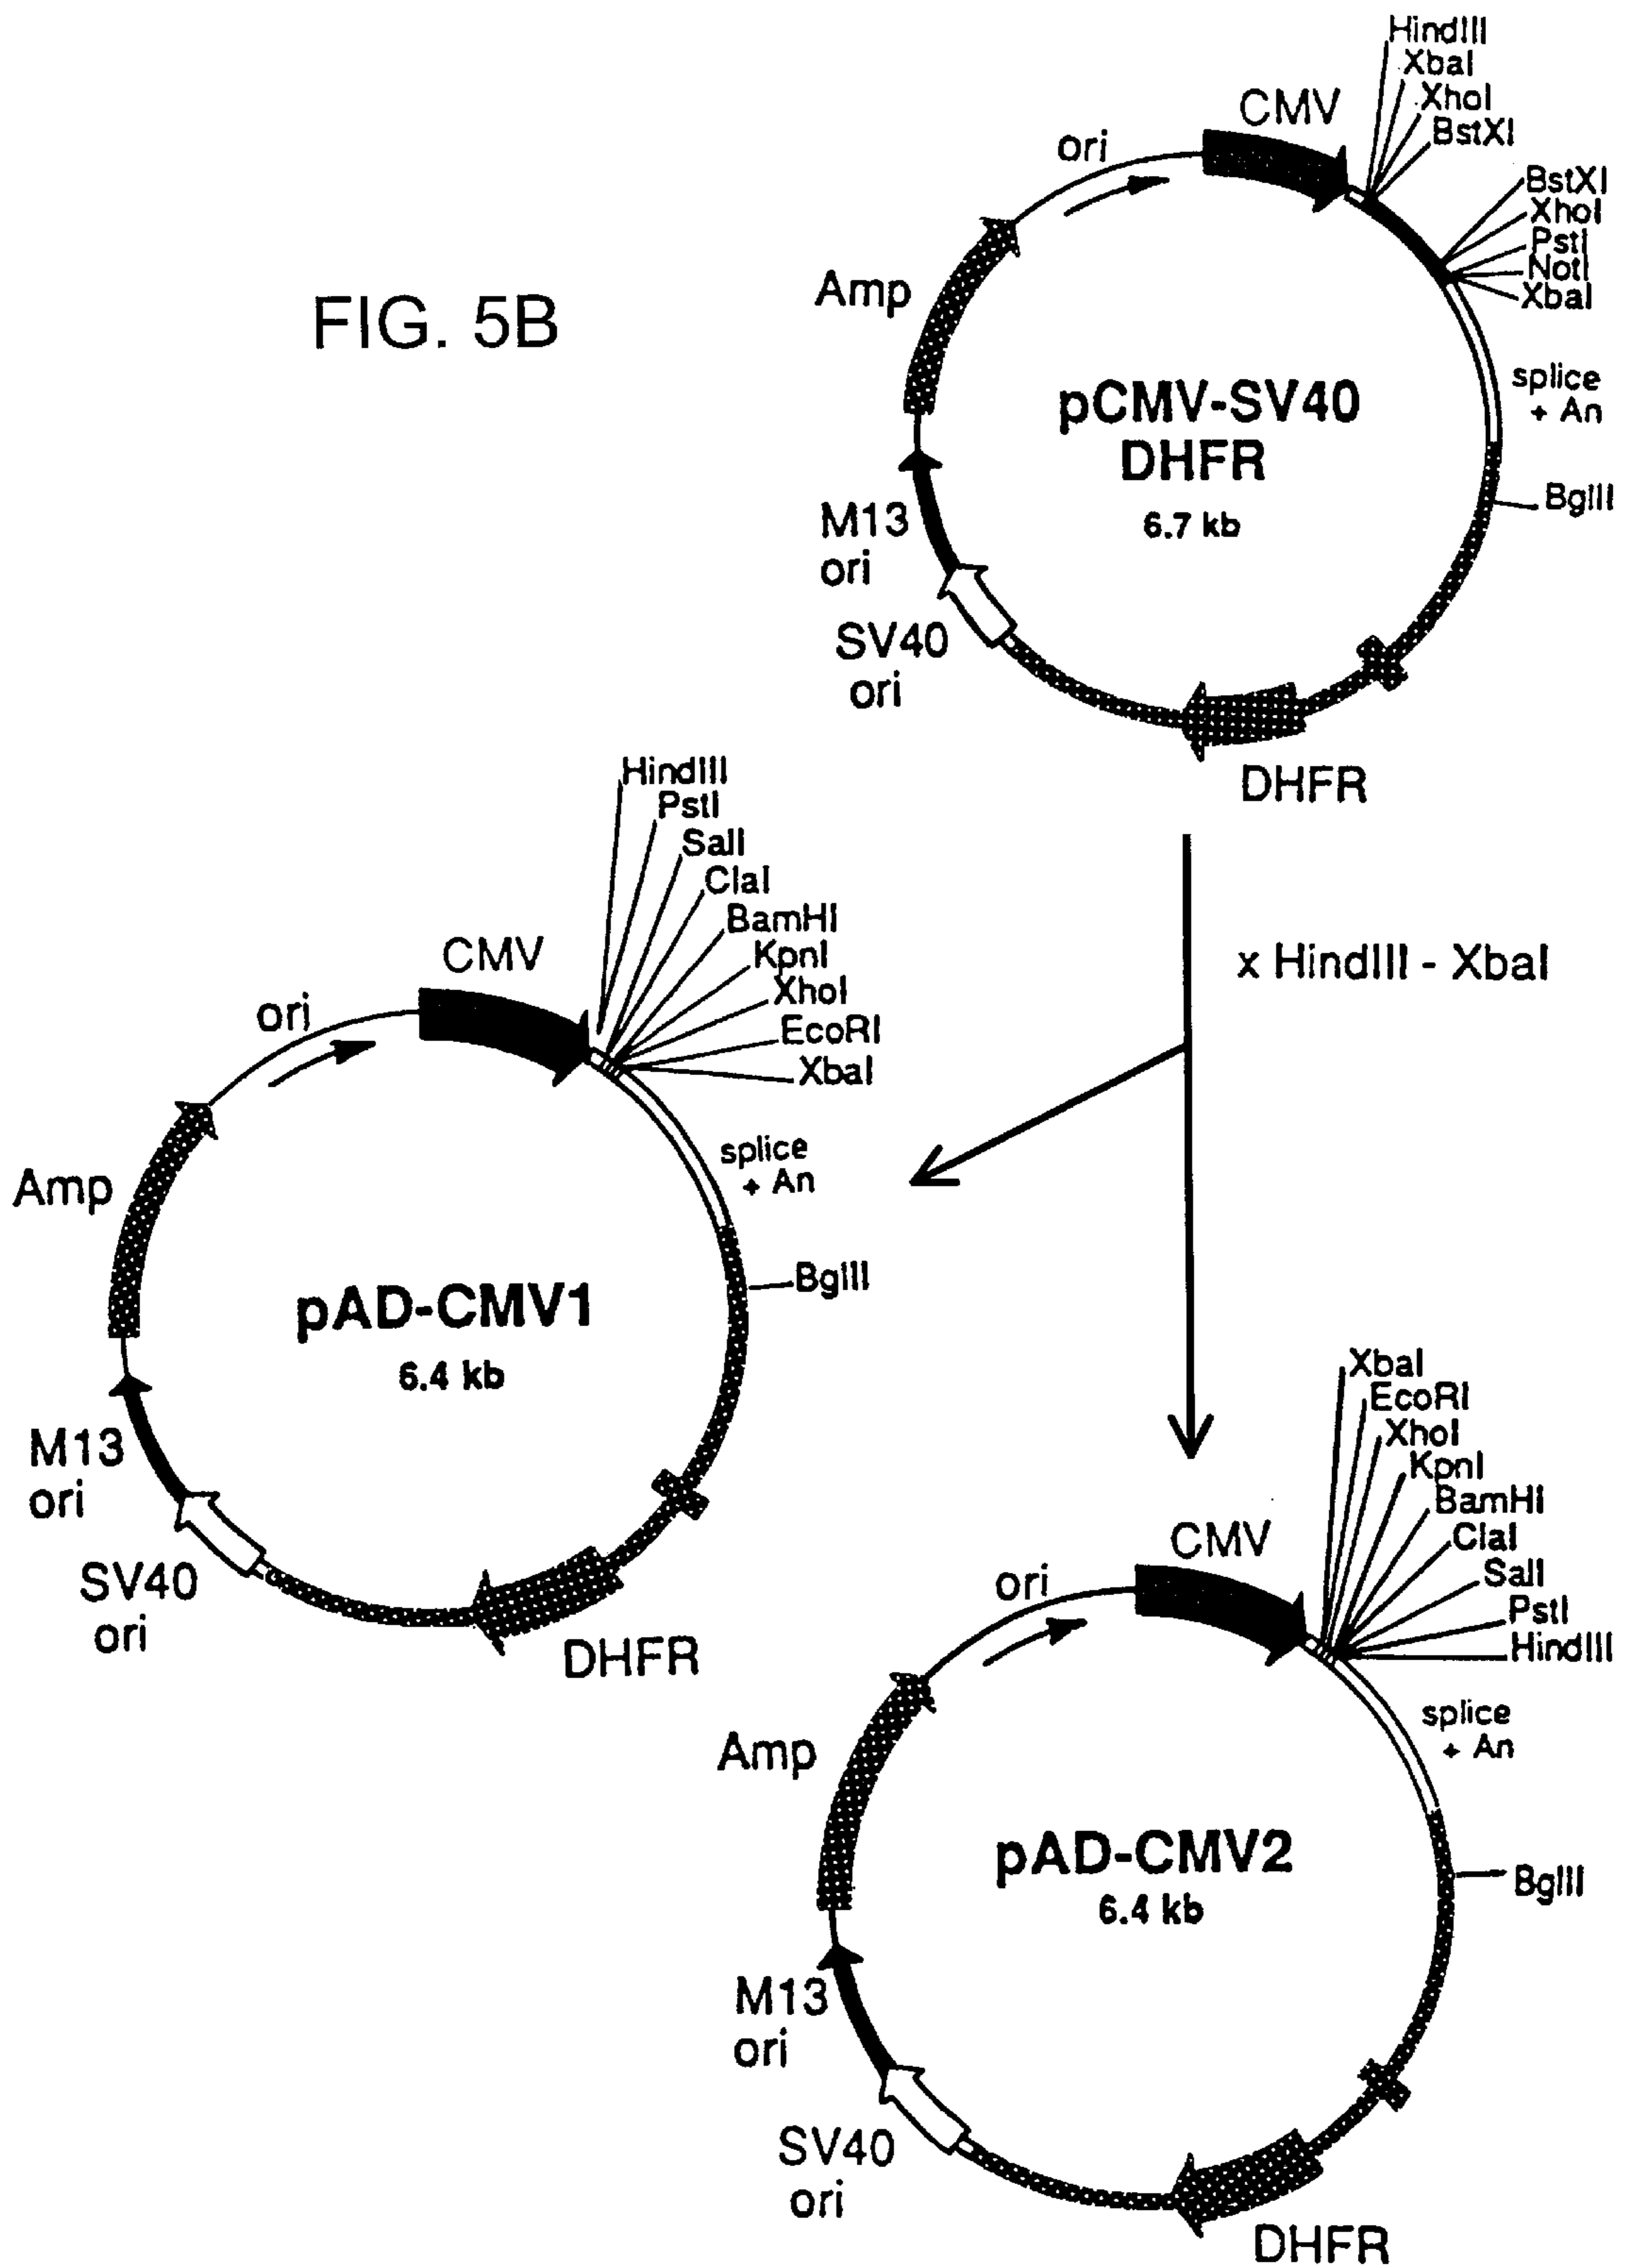 FIG. 5B
CMV
ori
HindIII
XbaI
XhoI
BstXI
BstXI
XhoI
PstI
NotI
XbaI
Amp
splice
+ An
pCMV-SV40
DHFR
6.7 kb
BglII
M13
ori
SV40
ori
DHFR
x HindIII - XbaI
CMV
ori
HindIII
PstI
SalI
ClaI
BamHI
KpnI
XhoI
EcoRI
XbaI
Amp
splice
+ An
BglII
pAD-CMV1
6.4 kb
M13
ori
SV40
ori
DHFR
CMV
ori
XbaI
EcoRI
XhoI
KpnI
BamHI
ClaI
SalI
PstI
HindIII
Amp
splice
+ An
pAD-CMV2
6.4 kb
BglII
M13
ori
SV40
ori
DHFR